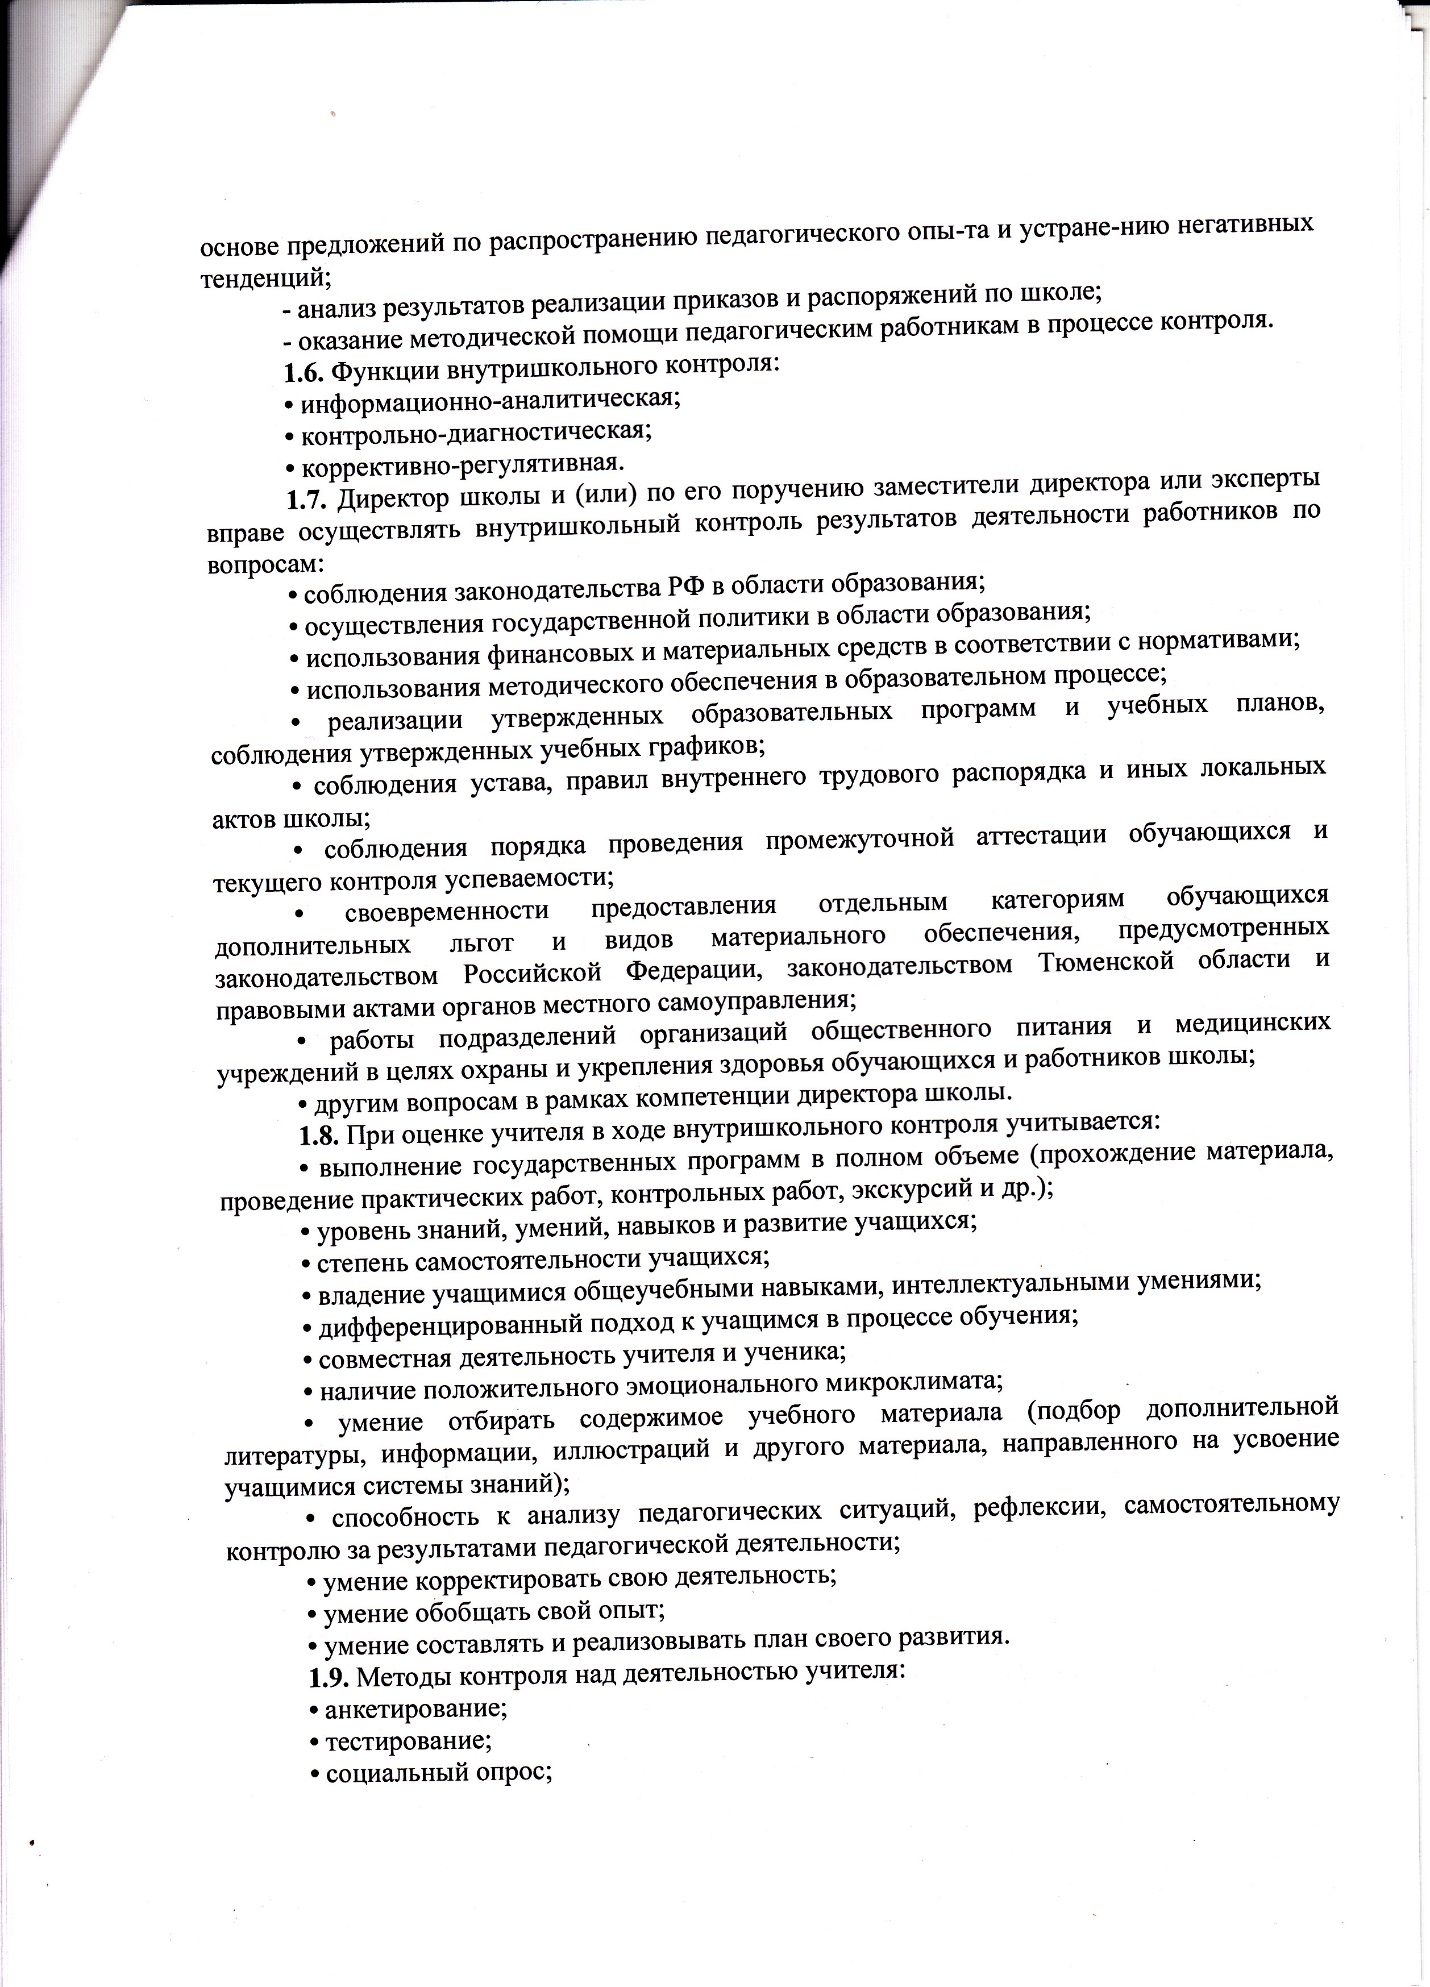 основе предложений по распространению педагогического опы-та и устране-нию негативных
тенденций;
- анализ результатов реализации приказов и распоряжений по школе;
- оказание методической помощи педагогическим работникам в процессе контроля.
1.6. Функции внутришкольного контроля:
• информационно-аналитическая;
• контрольно-диагностическая;
• коррективно-регулятивная.
1.7. Директор школы и (или) по его поручению заместители директора или эксперты
вправе осуществлять внутришкольный контроль результатов деятельности работников по
вопросам:
• соблюдения законодательства РФ в области образования;
• осуществления государственной политики в области образования;
• использования финансовых и материальных средств в соответствии с нормативами;
• использования методического обеспечения в образовательном процессе;
• реализации утвержденных образовательных программ и учебных планов,
соблюдения утвержденных учебных графиков;
• соблюдения устава, правил внутреннего трудового распорядка и иных локальных
актов школы;
• соблюдения порядка проведения промежуточной аттестации обучающихся и
текущего контроля успеваемости;
• своевременности предоставления отдельным категориям обучающихся
дополнительных льгот и видов материального обеспечения, предусмотренных
законодательством Российской Федерации, законодательством Тюменской области и
правовыми актами органов местного самоуправления;
• работы подразделений организаций общественного питания и медицинских
учреждений в целях охраны и укрепления здоровья обучающихся и работников школы;
• другим вопросам в рамках компетенции директора школы.
1.8. При оценке учителя в ходе внутришкольного контроля учитывается:
• выполнение государственных программ в полном объеме (прохождение материала,
проведение практических работ, контрольных работ, экскурсий и др.);
• уровень знаний, умений, навыков и развитие учащихся;
• степень самостоятельности учащихся;
• владение учащимися общеучебными навыками, интеллектуальными умениями;
• дифференцированный подход к учащимся в процессе обучения;
• совместная деятельность учителя и ученика;
• наличие положительного эмоционального микроклимата;
• умение отбирать содержимое учебного материала (подбор дополнительной
литературы, информации, иллюстраций и другого материала, направленного на усвоение
учащимися системы знаний);
• способность к анализу педагогических ситуаций, рефлексии, самостоятельному
контролю за результатами педагогической деятельности;
• умение корректировать свою деятельность;
• умение обобщать свой опыт;
• умение составлять и реализовывать план своего развития.
1.9. Методы контроля над деятельностью учителя:
• анкетирование;
• тестирование;
• социальный опрос;